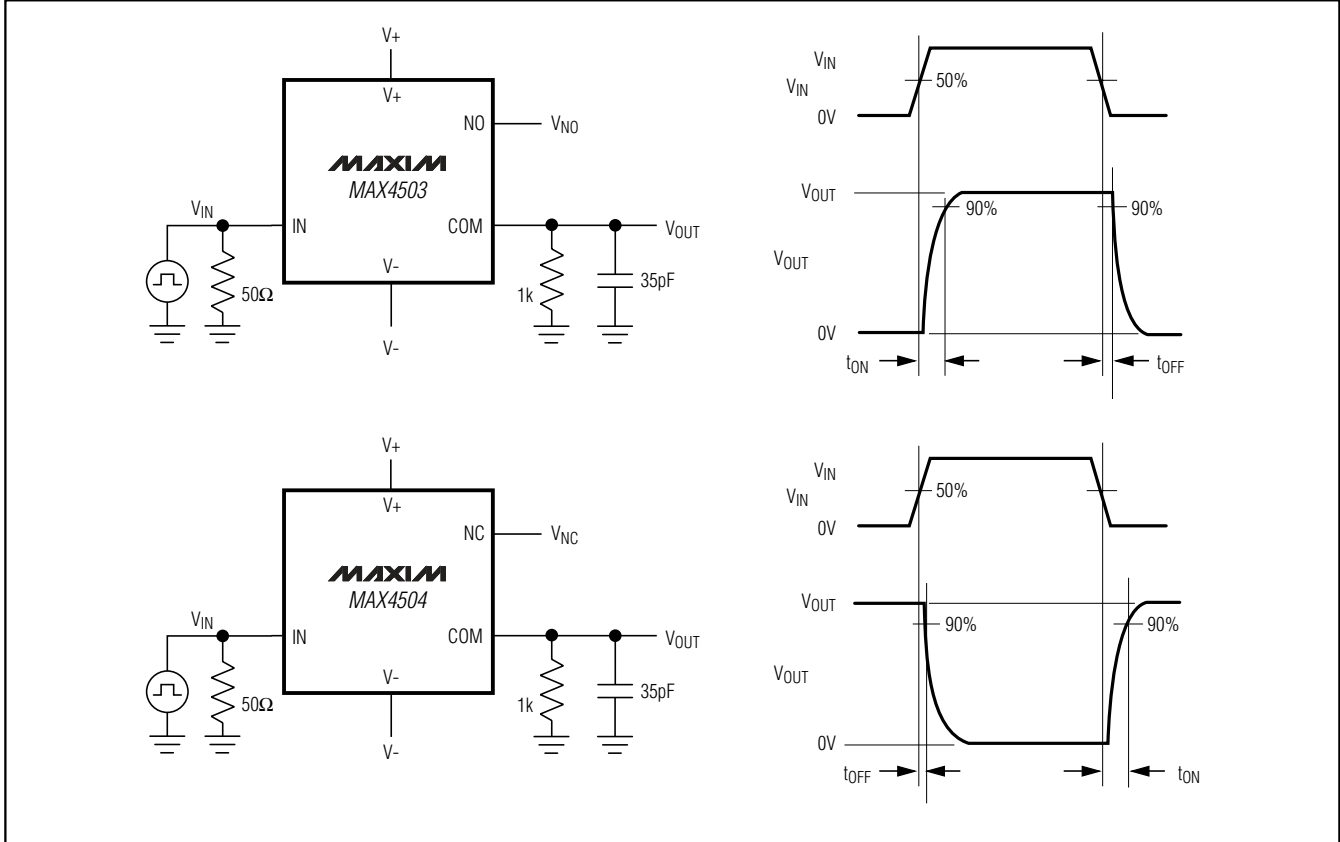 V+
V+
NO
VNO
MAXIM
MAX4503
VIN
IN
COM
VOUT
V-
50Ω
1k
35pF
V-
VIN
VIN
50%
0V
VOUT
90%
90%
VOUT
0V
tON
tOFF
V+
V+
NC
VNC
MAXIM
MAX4504
VIN
IN
COM
VOUT
V-
50Ω
1k
35pF
V-
VIN
VIN
50%
0V
VOUT
90%
90%
VOUT
0V
tOFF
tON